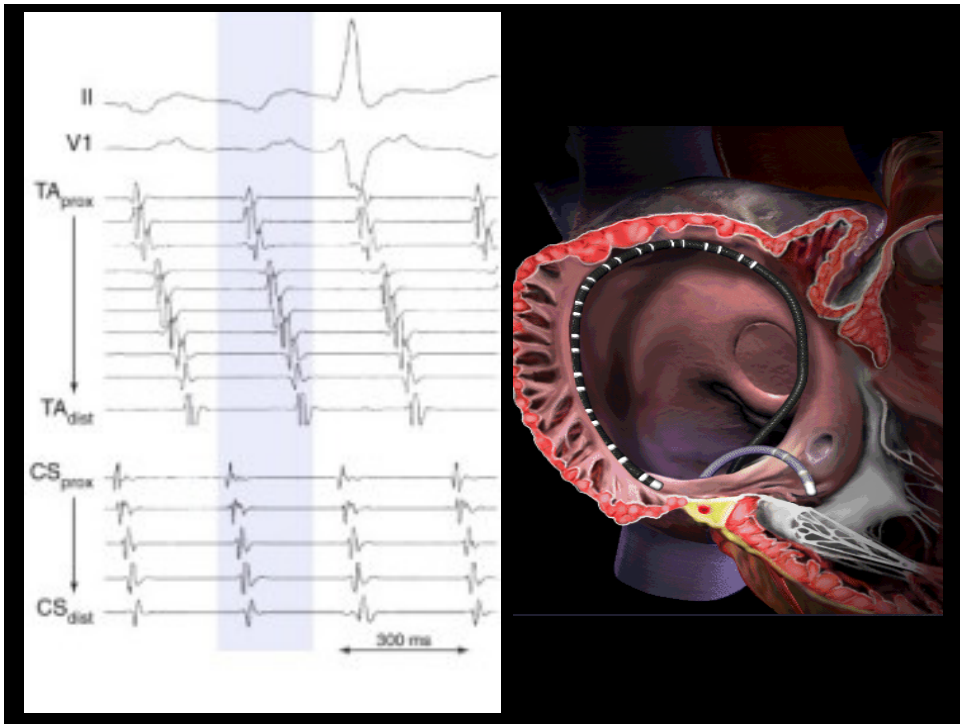 II
V1
TAprox
TAdist
CSprox
CSdist
300 ms